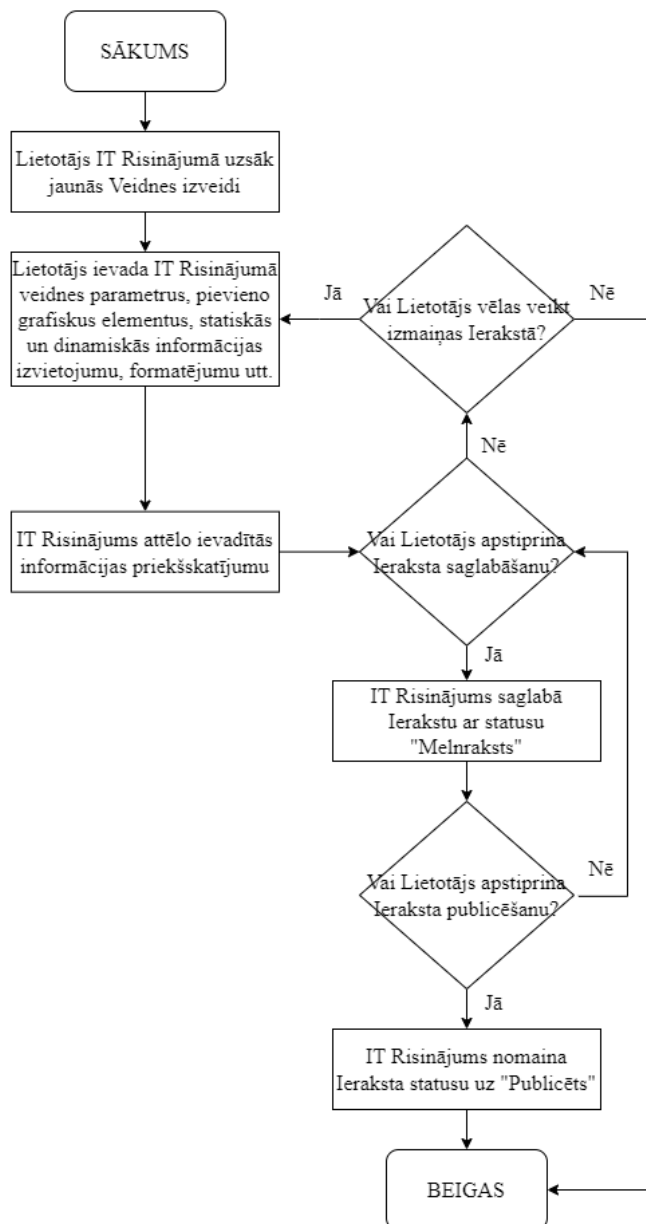 SĀKUMS
Lietotājs IT Risinājumā uzsāk
jaunās Veidnes izveidi
Lietotājs ievada IT Risinājumā
veidnes parametrus, pievieno
grafiskus elementus, statiskās
un dinamiskās informācijas
izvietojumu, formatējumu utt.
Jā
Vai Lietotājs vēlas veikt
izmaiņas Ierakstā?
Nē
Nē
IT Risinājums attēlo ievadītās
informācijas priekšskatījumu
Vai Lietotājs apstiprina
Ieraksta saglabāšanu?
Jā
IT Risinājums saglabā
Ierakstu ar statusu
"Melnraksts"
Vai Lietotājs apstiprina
Ieraksta publicēšanu?
Nē
Jā
IT Risinājums nomaina
Ieraksta statusu uz "Publicēts"
BEIGAS